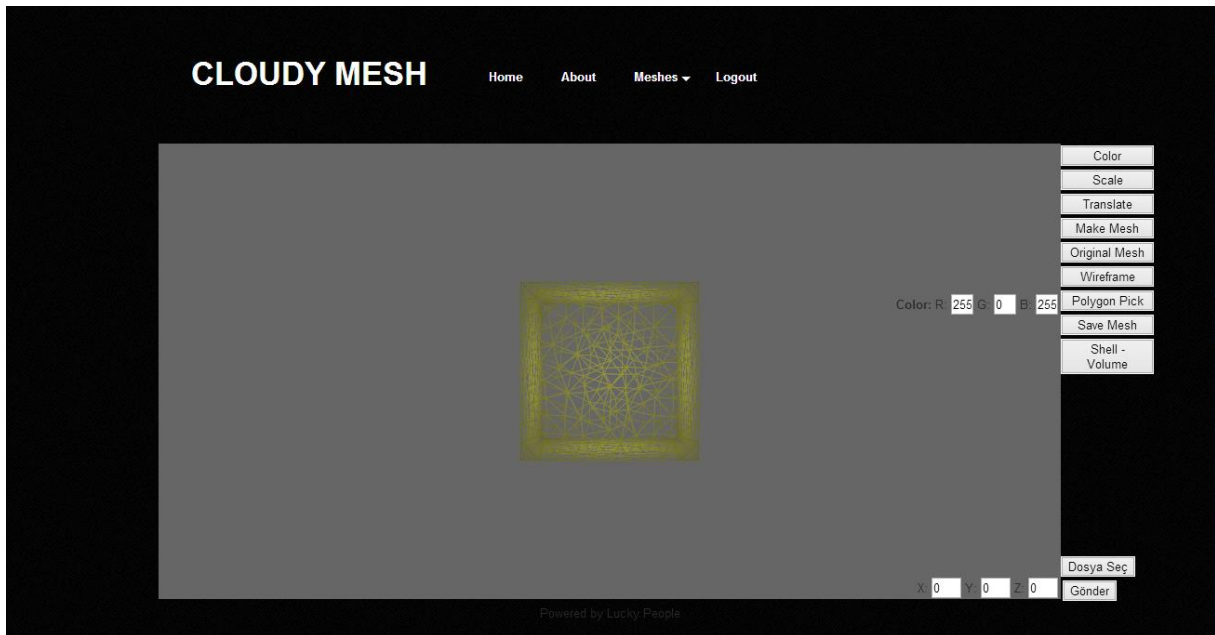 CLOUDY MESH
Home About Meshes Logout
Color
Scale
Translate
Make Mesh
Original Mesh
Wireframe
Color: R: 255 G: 0 B: 255
Polygon Pick
Save Mesh
Shell -
Volume
Dosya Seç
X: 0 Y: 0 Z: 0
Gönder
Powered by Lucky People